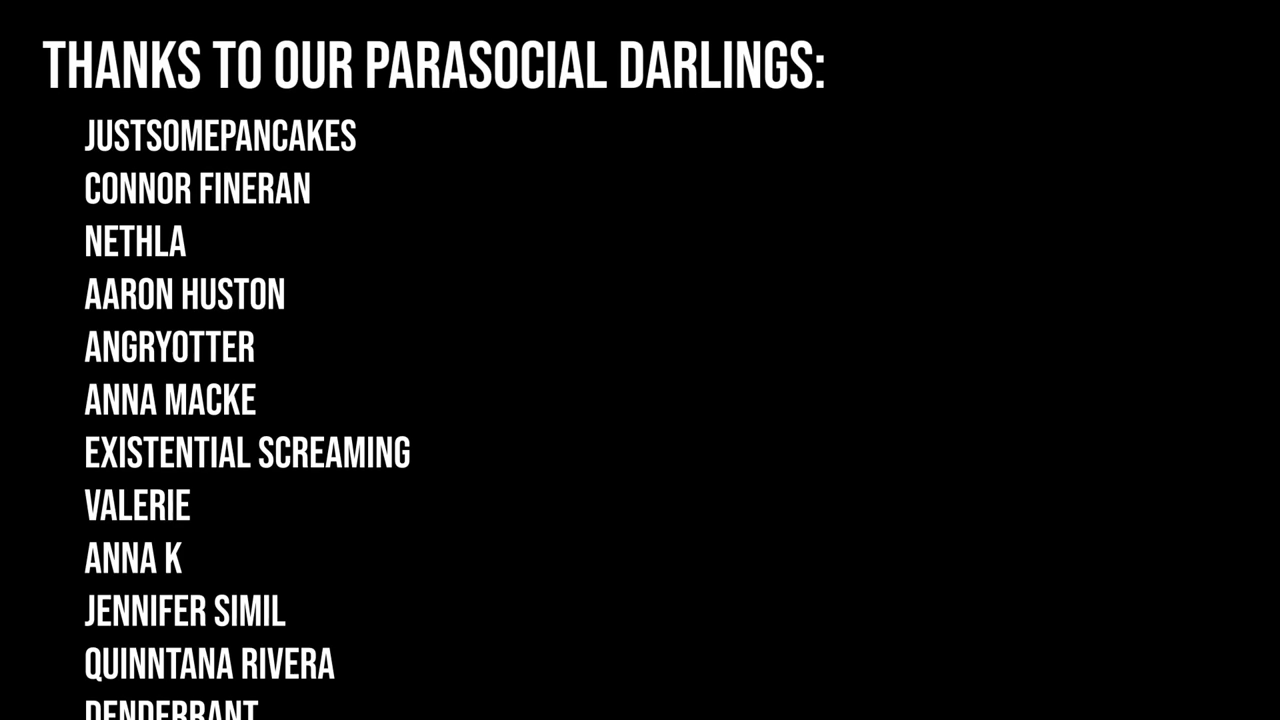 THANKS TO OUR PARASOCIAL DARLINGS:
JUSTSOMEPANCAKES
CONNOR FINERAN
NETHLA
AARON HUSTON
ANGRYOTTER
ANNA MACKE
EXISTENTIAL SCREAMING
VALERIE
ANNA K
JENNIFER SIMIL
QUINNTANA RIVERA